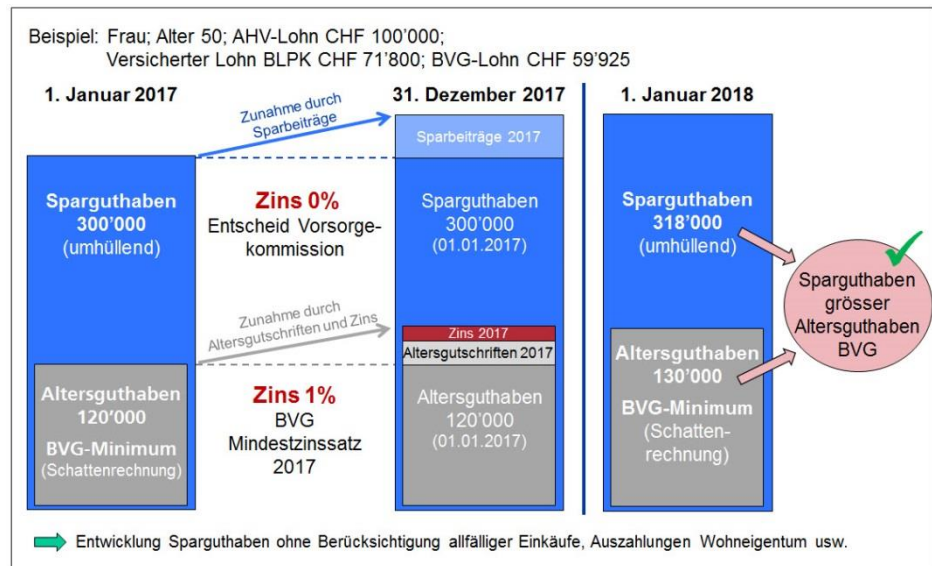 Beispiel: Frau; Alter 50; AHV-Lohn CHF 100’000;
Versicherter Lohn BLPK CHF 71’800; BVG-Lohn CHF 59’925
1. Januar 2017
31. Dezember 2017
1. Januar 2018
Zunahme durch
Sparbeiträge
Sparbeiträge 2017
Sparguthaben
300’000
(umhüllend)
Zins 0%
Entscheid Vorsorge-
kommission
Sparguthaben
300’000
(01.01.2017)
Sparguthaben
318’000
(umhüllend)
Sparguthaben
grösser
Altersguthaben
BVG
Zunahme durch
Altersgutschriften und Zins
Zins 2017
Altersgutschriften 2017
Altersguthaben
120’000
BVG-Minimum
(Schattenrechnung)
Zins 1%
BVG
Mindestzinssatz
2017
Altersguthaben
120’000
(01.01.2017)
Altersguthaben
130’000
BVG-Minimum
(Schatten-
rechnung)
Entwicklung Sparguthaben ohne Berücksichtigung allfälliger Einkäufe, Auszahlungen Wohneigentum usw.